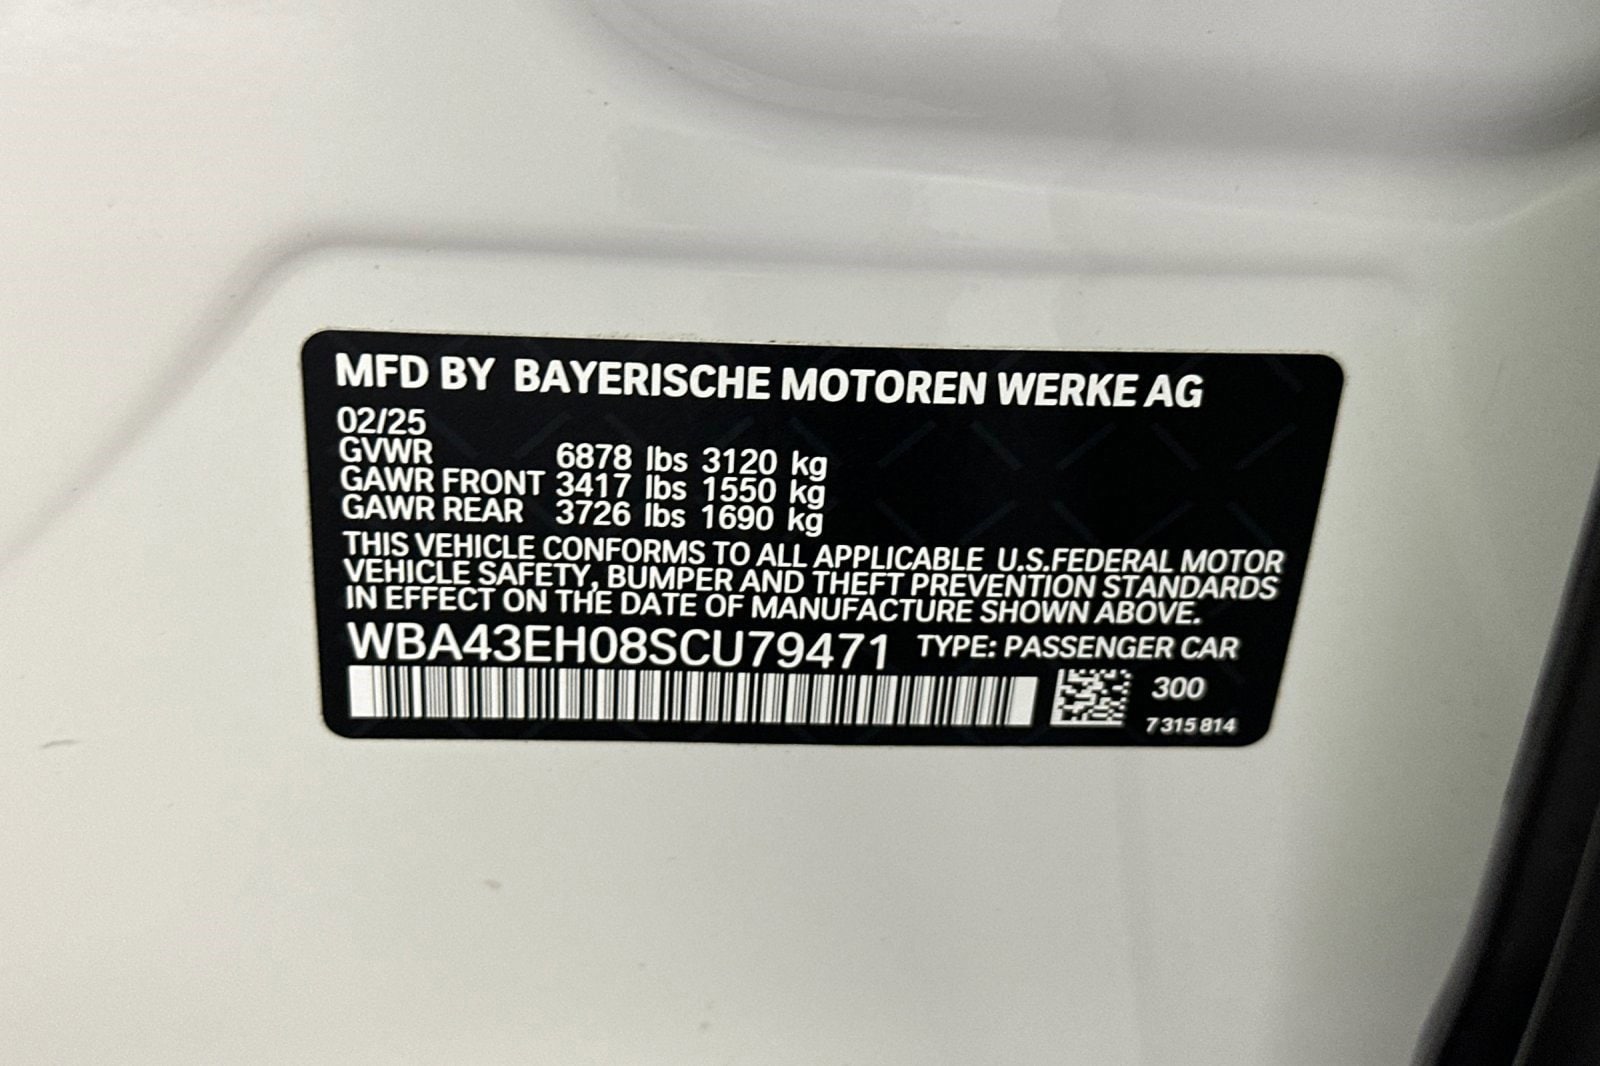 MFD BY BAYERISCHE MOTOREN WERKE AG
02/25
GVWR 6878 lbs 3120 kg
GAWR FRONT 3417 lbs 1550 kg
GAWR REAR 3726 lbs 1690 kg
THIS VEHICLE CONFORMS TO ALL APPLICABLE U.S.FEDERAL MOTOR
VEHICLE SAFETY, BUMPER AND THEFT PREVENTION STANDARDS
IN EFFECT ON THE DATE OF MANUFACTURE SHOWN ABOVE.
WBA43EH08SCU79471 TYPE: PASSENGER CAR
300
7 315 814